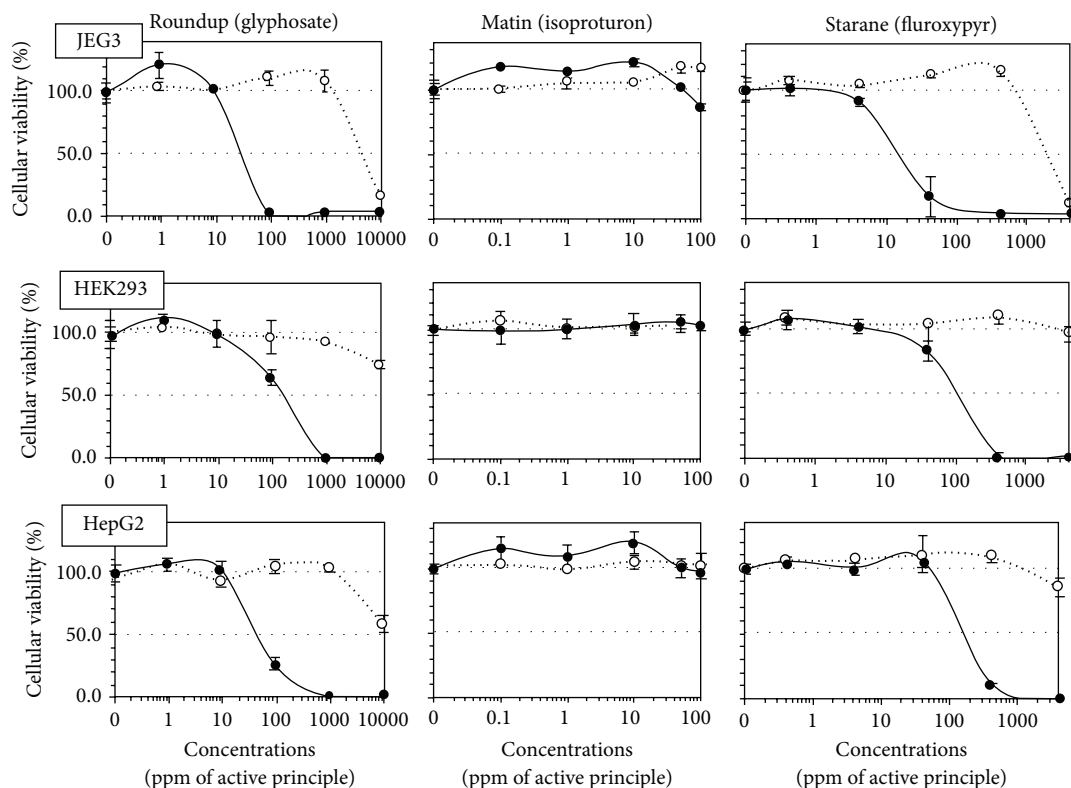 Roundup (glyphosate) Matin (isoproturon) Starane (fluroxypyr)
JEG3
Cellular viability (%)
100.0
50.0
0.0
0 1 10 100 1000 10000
0 0.1 1 10 100
0 1 10 100 1000
HEK293
Cellular viability (%)
100.0
50.0
0 1 10 100 1000 10000
0 0.1 1 10 100
0 1 10 100 1000
HepG2
Cellular viability (%)
100.0
50.0
0.0
0 1 10 100 1000 10000
0 0.1 1 10 100
0 1 10 100 1000
Concentrations Concentrations Concentrations
(ppm of active principle) (ppm of active principle) (ppm of active principle)